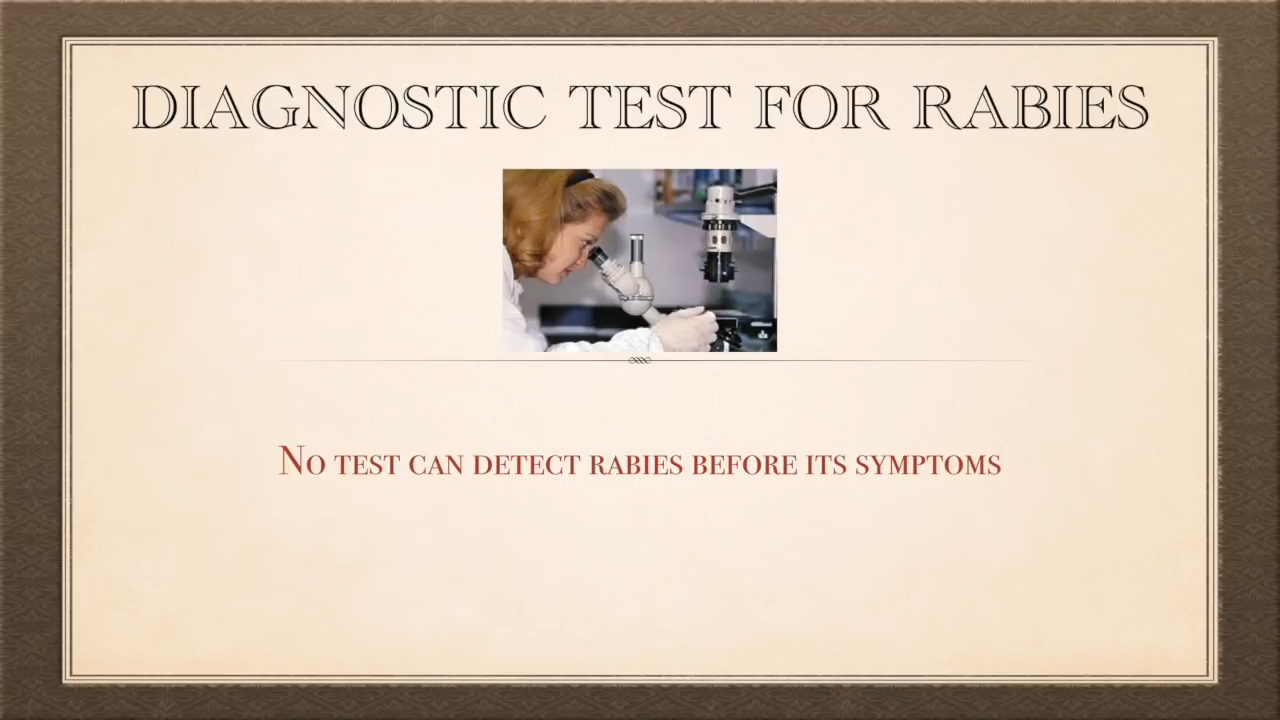 DIAGNOSTIC TEST FOR RABIES
No test can detect rabies before its symptoms